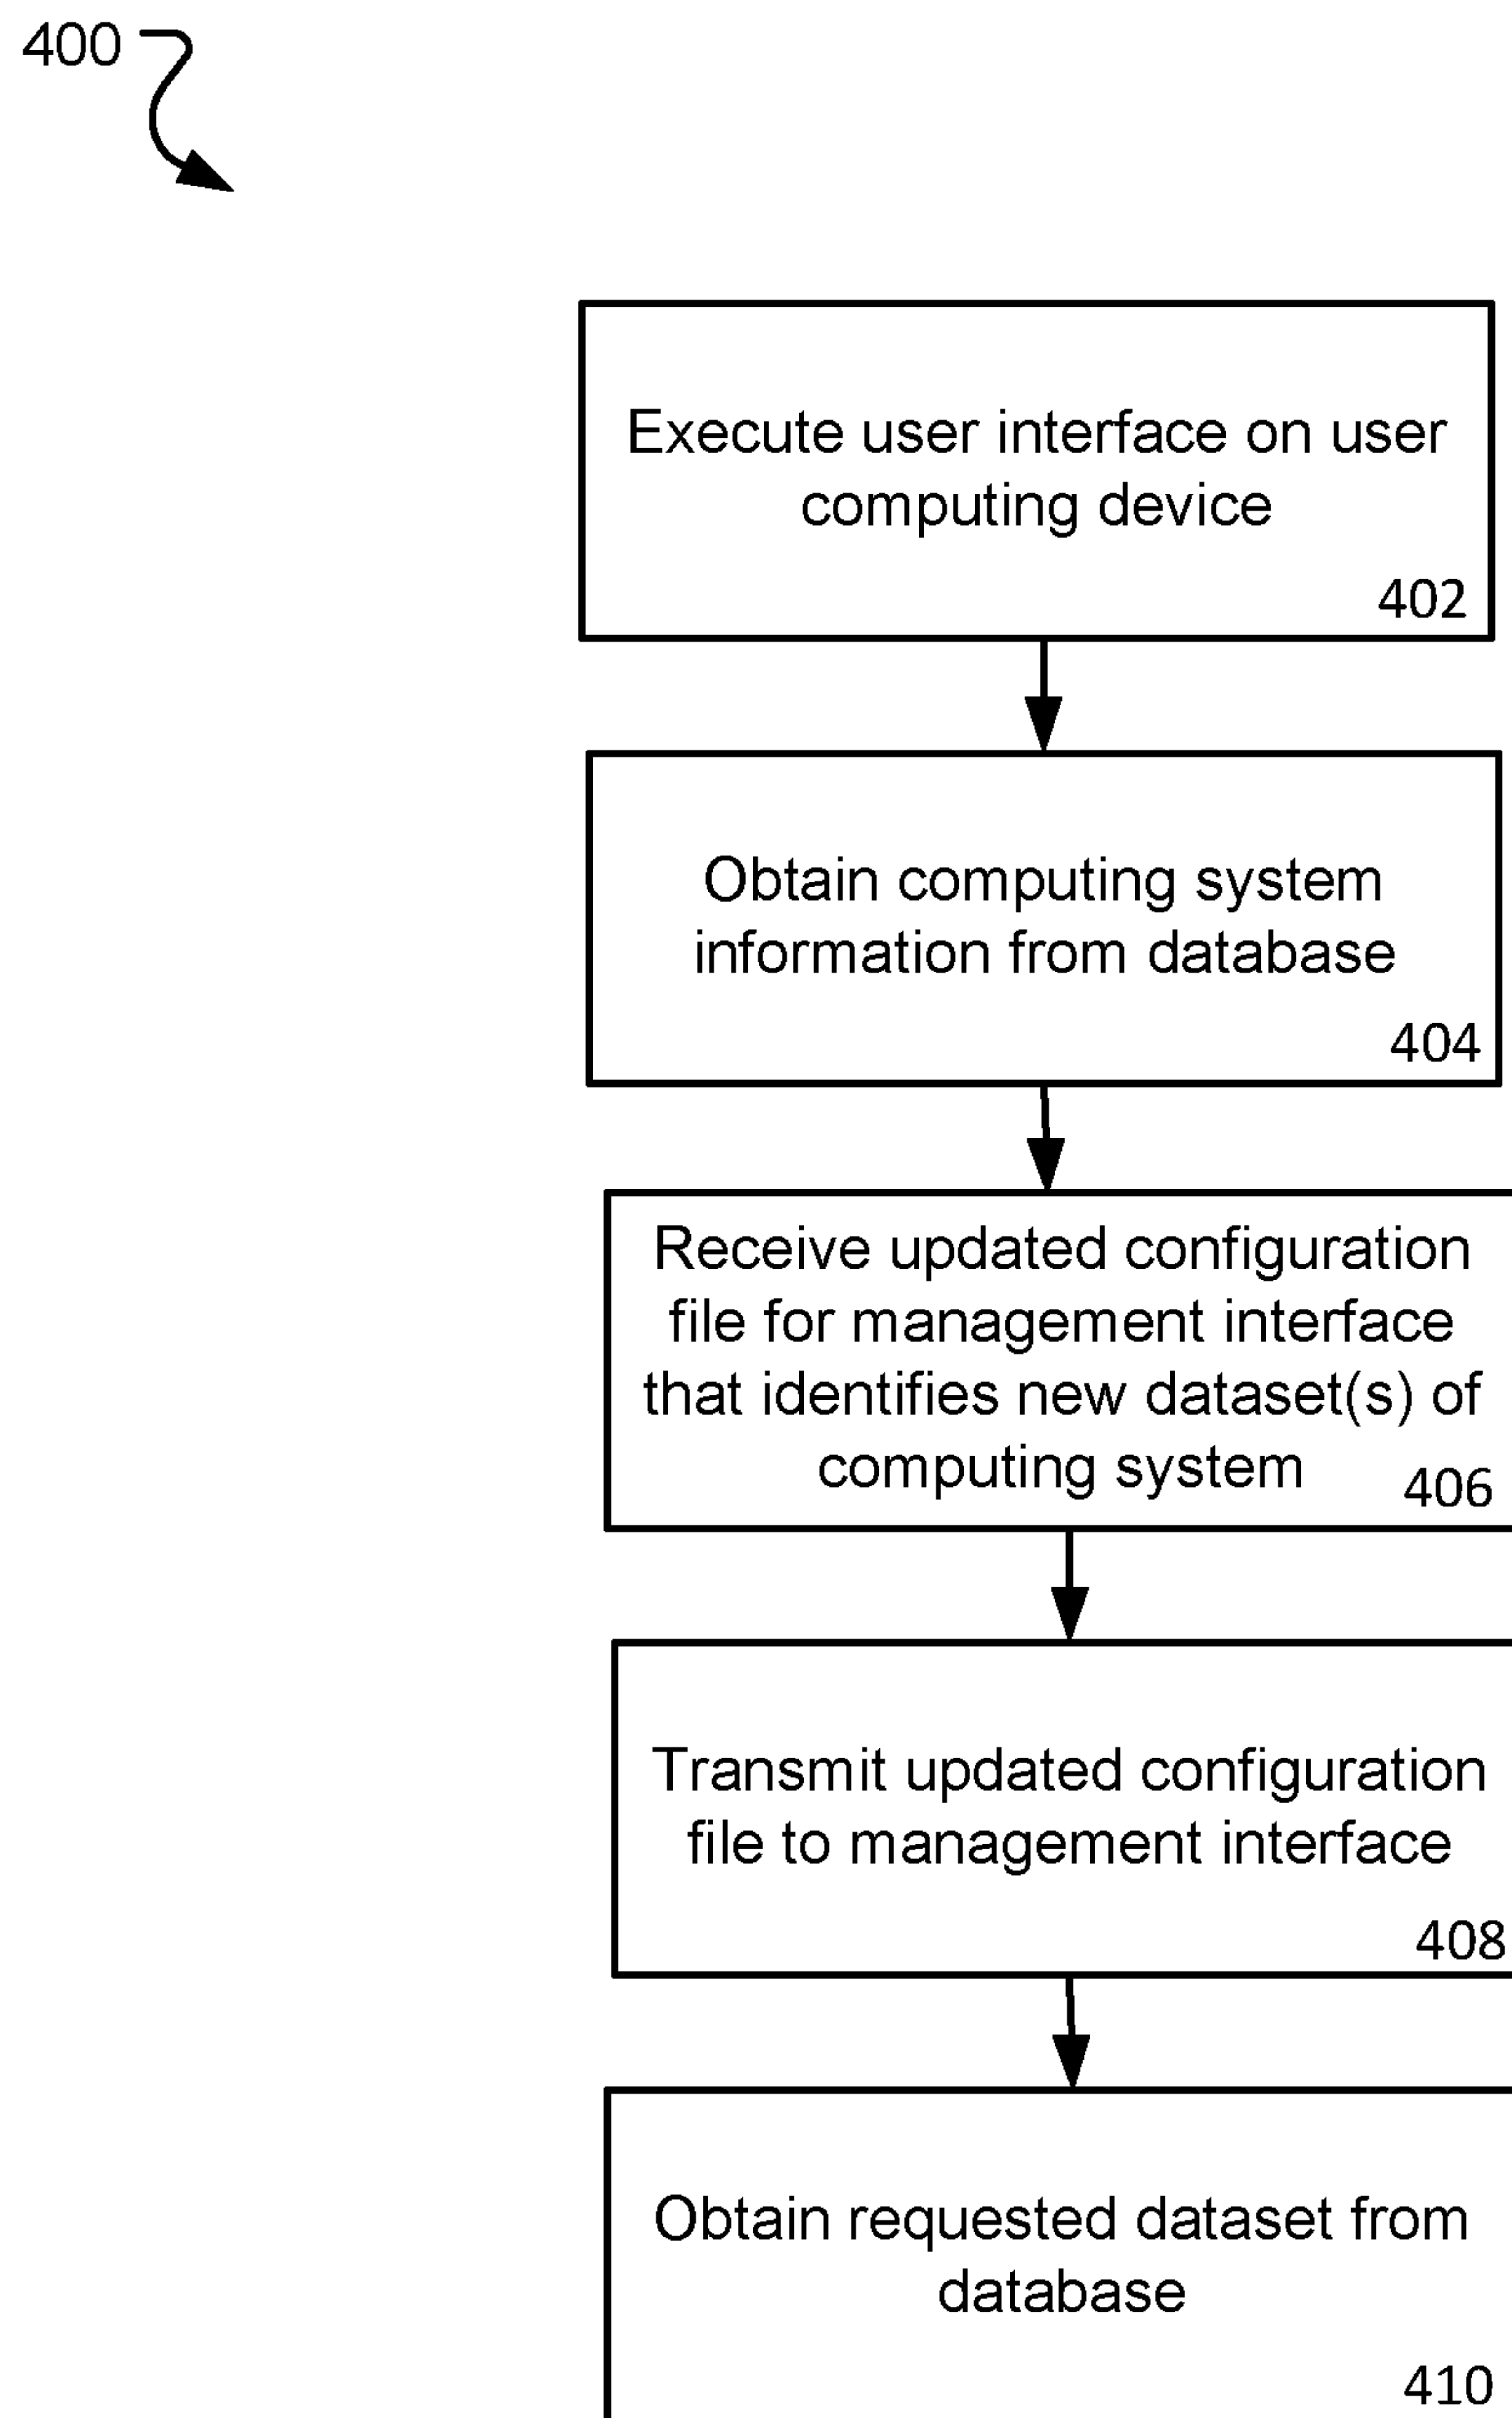 400
Execute user interface on user
computing device
402
Obtain computing system
information from database
404
Receive updated configuration
file for management interface
that identifies new dataset(s) of
computing system
406
Transmit updated configuration
file to management interface
408
Obtain requested dataset from
database
410